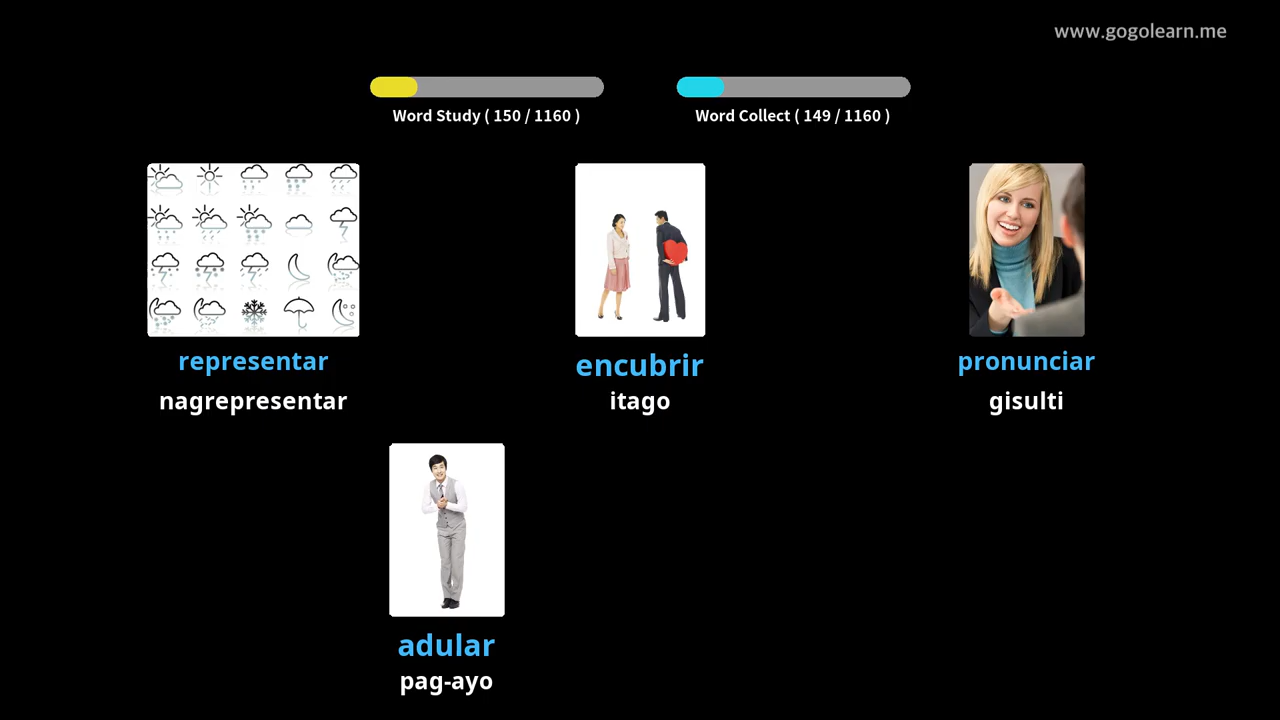 www.gogolearn.me
Word Study ( 150 / 1160 )
Word Collect ( 149 / 1160 )
representar
nagrepresentar
encubrir
itago
pronunciar
gisulti
adular
pag-ayo